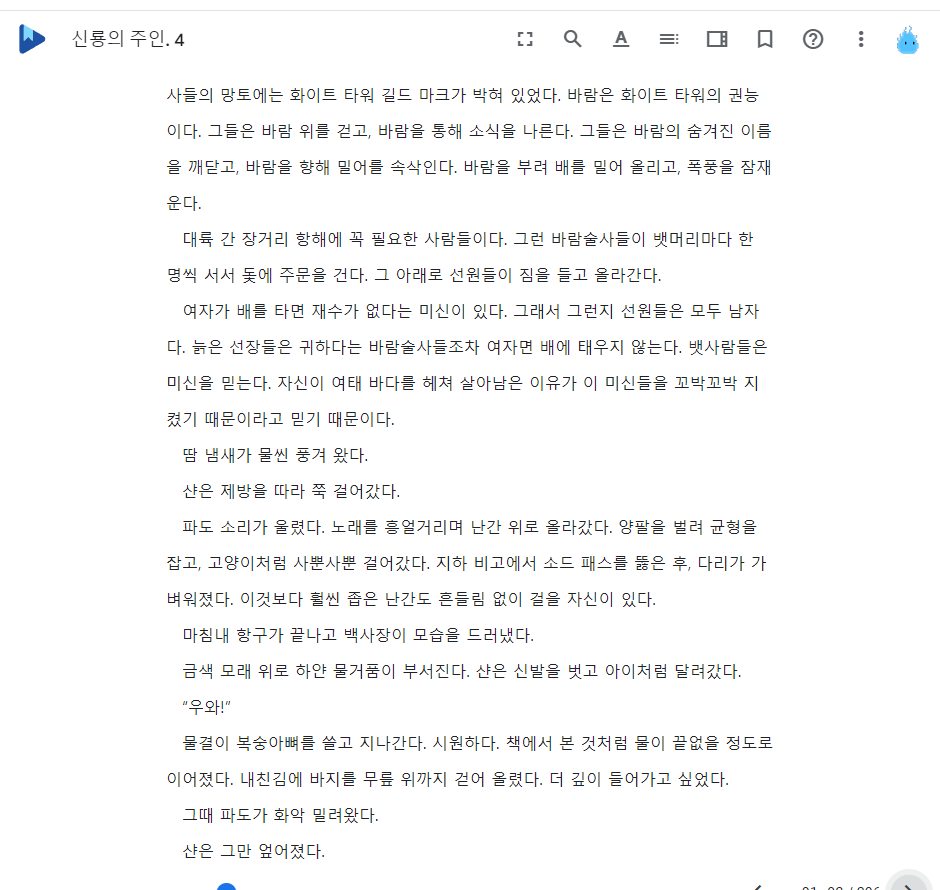 신룡의 주인. 4
사들의 망토에는 화이트 타워 길드 마크가 박혀 있었다. 바람은 화이트 타워의 권능
이다. 그들은 바람 위를 걷고, 바람을 통해 소식을 나른다. 그들은 바람의 숨겨진 이름
을 깨닫고, 바람을 향해 밀어를 속삭인다. 바람을 부려 배를 밀어 올리고, 폭풍을 잠재
운다.
대륙 간 장거리 항해에 꼭 필요한 사람들이다. 그런 바람술사들이 뱃머리마다 한
명씩 서서 돛에 주문을 건다. 그 아래로 선원들이 짐을 들고 올라간다.
여자가 배를 타면 재수가 없다는 미신이 있다. 그래서 그런지 선원들은 모두 남자
다. 늙은 선장들은 귀하다는 바람술사들조차 여자면 배에 태우지 않는다. 뱃사람들은
미신을 믿는다. 자신이 여태 바다를 헤쳐 살아남은 이유가 이 미신들을 꼬박꼬박 지
켰기 때문이라고 믿기 때문이다.
땀 냄새가 물씬 풍겨 왔다.
샨은 제방을 따라 쭉 걸어갔다.
파도 소리가 울렸다. 노래를 흥얼거리며 난간 위로 올라갔다. 양팔을 벌려 균형을
잡고, 고양이처럼 사뿐사뿐 걸어갔다. 지하 비고에서 소드 패스를 뚫은 후, 다리가 가
벼워졌다. 이것보다 훨씬 좁은 난간도 흔들림 없이 걸을 자신이 있다.
마침내 항구가 끝나고 백사장이 모습을 드러냈다.
금색 모래 위로 하얀 물거품이 부서진다. 샨은 신발을 벗고 아이처럼 달려갔다.
“우와!”
물결이 복숭아뼈를 쓸고 지나간다. 시원하다. 책에서 본 것처럼 물이 끝없을 정도로
이어졌다. 내친김에 바지를 무릎 위까지 걷어 올렸다. 더 깊이 들어가고 싶었다.
그때 파도가 화악 밀려왔다.
샨은 그만 엎어졌다.